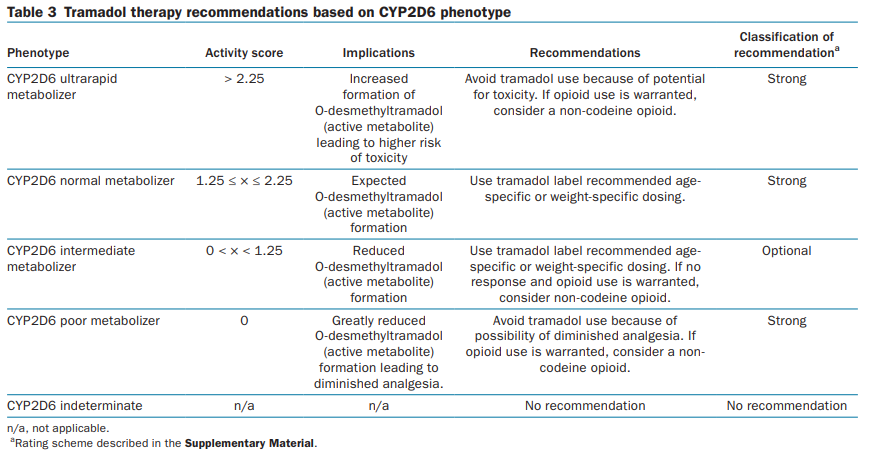 Table 3 Tramadol therapy recommendations based on CYP2D6 phenotype
Phenotype Activity score Implications Recommendations Classification of recommendationᵃ
CYP2D6 ultrarapid metabolizer > 2.25 Increased formation of O-desmethyltramadol (active metabolite) leading to higher risk of toxicity Avoid tramadol use because of potential for toxicity. If opioid use is warranted, consider a non-codeine opioid. Strong
CYP2D6 normal metabolizer 1.25 ≤ x ≤ 2.25 Expected O-desmethyltramadol (active metabolite) formation Use tramadol label recommended age-specific or weight-specific dosing. Strong
CYP2D6 intermediate metabolizer 0 < x < 1.25 Reduced O-desmethyltramadol (active metabolite) formation Use tramadol label recommended age-specific or weight-specific dosing. If no response and opioid use is warranted, consider non-codeine opioid. Optional
CYP2D6 poor metabolizer 0 Greatly reduced O-desmethyltramadol (active metabolite) formation leading to diminished analgesia. Avoid tramadol use because of possibility of diminished analgesia. If opioid use is warranted, consider a non-codeine opioid. Strong
CYP2D6 indeterminate n/a n/a No recommendation No recommendation
n/a, not applicable.
ᵃRating scheme described in the Supplementary Material.